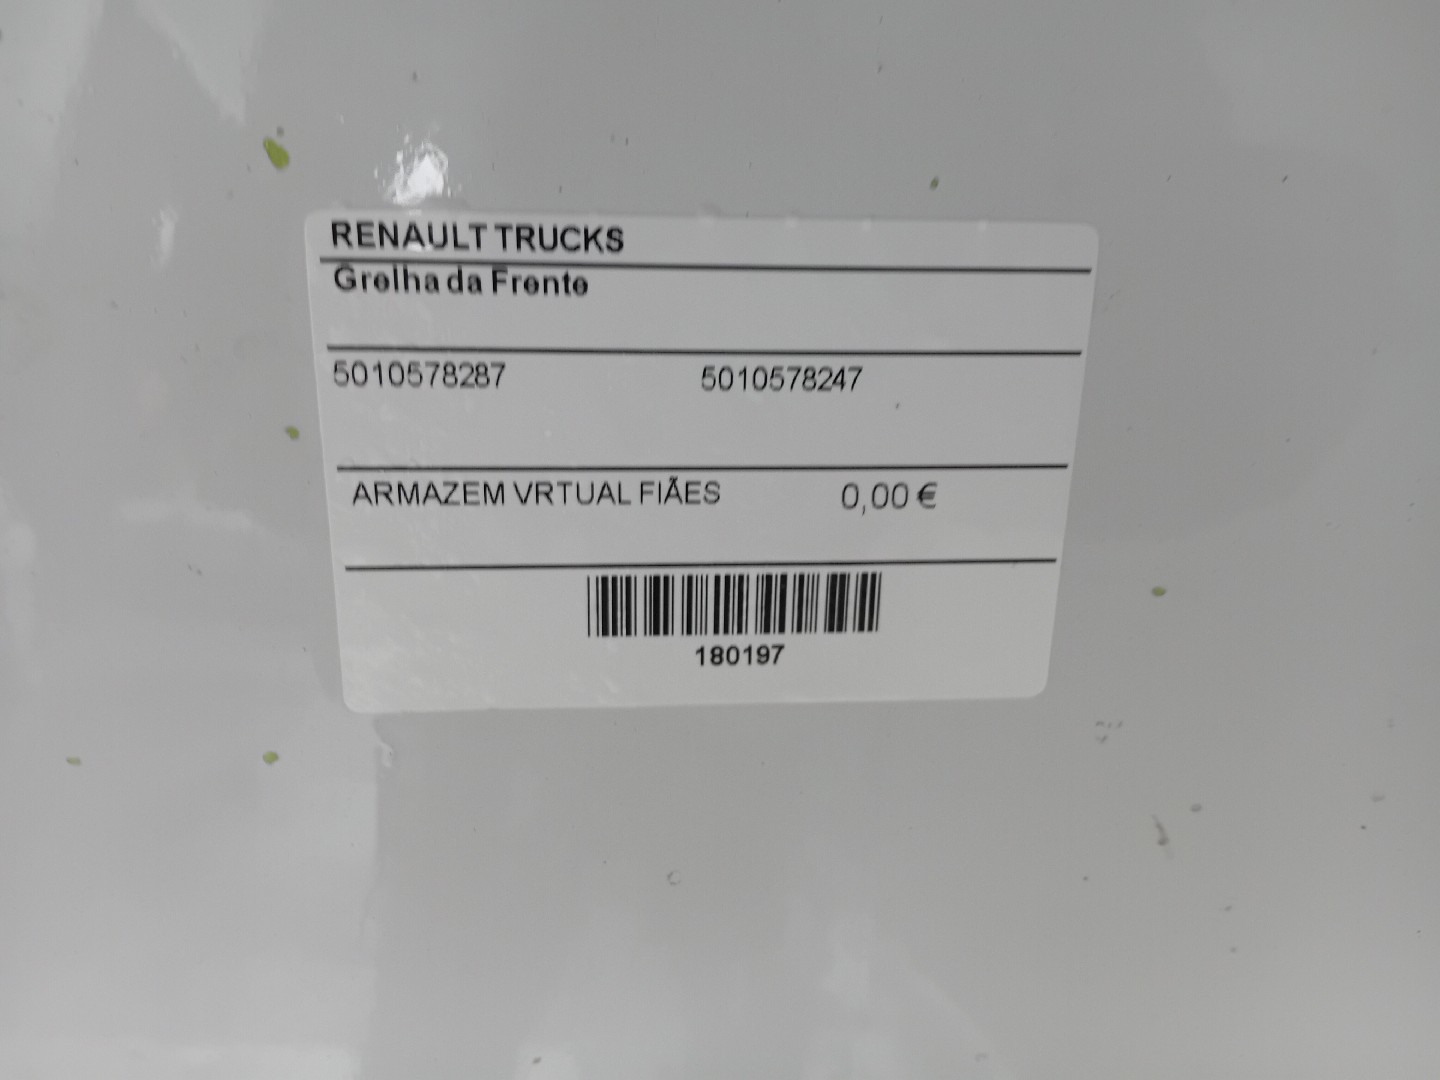 RENAULT TRUCKS
Grelha da Frente
5010578287 5010578247
ARMAZEM VRTUAL FIÃES 0,00 €
180197